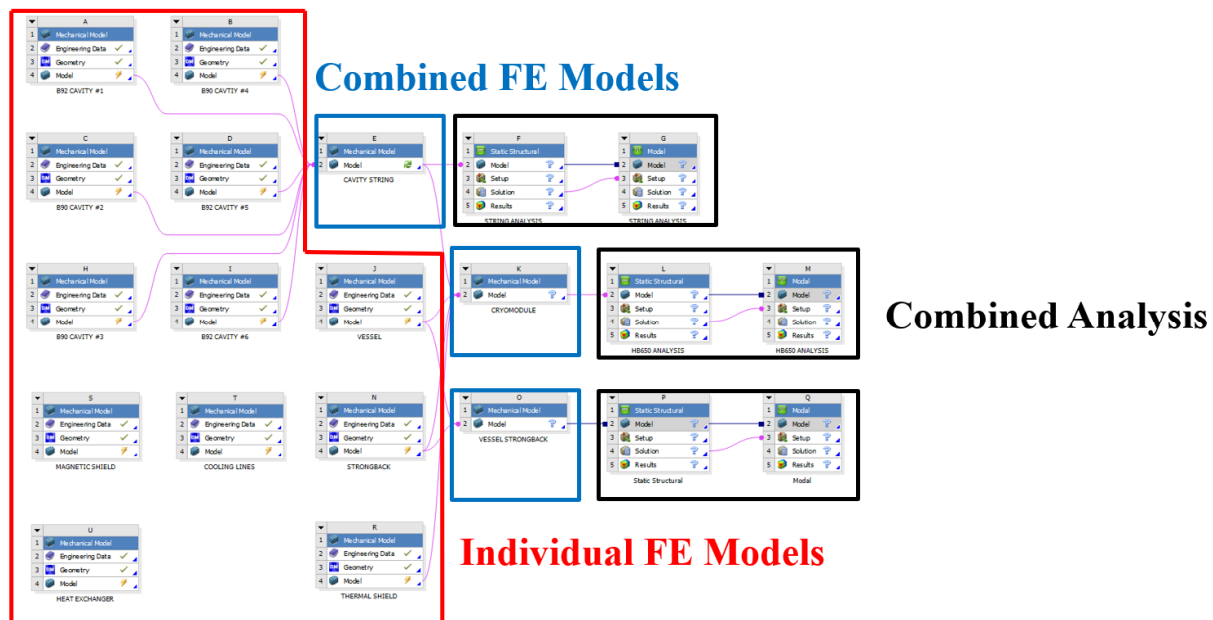 A
1 Mechanical Model
2 Engineering Data
3 Geometry
4 Model
B92 CAVITY #1
B
1 Mechanical Model
2 Engineering Data
3 Geometry
4 Model
B90 CAVTIY #4
Combined FE Models
C
1 Mechanical Model
2 Engineering Data
3 Geometry
4 Model
B90 CAVITY #2
D
1 Mechanical Model
2 Engineering Data
3 Geometry
4 Model
B92 CAVITY #5
E
1 Mechanical Model
2 Model
CAVITY STRING
F
1 Static Structural
2 Model
3 Setup
4 Solution
5 Results
STRING ANALYSIS
G
1 Modal
2 Model
3 Setup
4 Solution
5 Results
STRING ANALYSIS
H
1 Mechanical Model
2 Engineering Data
3 Geometry
4 Model
B90 CAVITY #3
I
1 Mechanical Model
2 Engineering Data
3 Geometry
4 Model
B92 CAVITY #6
J
1 Mechanical Model
2 Engineering Data
3 Geometry
4 Model
VESSEL
K
1 Mechanical Model
2 Model
CRYOMODULE
L
1 Static Structural
2 Model
3 Setup
4 Solution
5 Results
HB650 ANALYSIS
M
1 Modal
2 Model
3 Setup
4 Solution
5 Results
HB650 ANALYSIS
Combined Analysis
S
1 Mechanical Model
2 Engineering Data
3 Geometry
4 Model
MAGNETIC SHIELD
T
1 Mechanical Model
2 Engineering Data
3 Geometry
4 Model
COOLING LINES
N
1 Mechanical Model
2 Engineering Data
3 Geometry
4 Model
STRONGBACK
O
1 Mechanical Model
2 Model
VESSEL STRONGBACK
P
1 Static Structural
2 Model
3 Setup
4 Solution
5 Results
Static Structural
Q
1 Modal
2 Model
3 Setup
4 Solution
5 Results
Modal
U
1 Mechanical Model
2 Engineering Data
3 Geometry
4 Model
HEAT EXCHANGER
R
1 Mechanical Model
2 Engineering Data
3 Geometry
4 Model
THERMAL SHIELD
Individual FE Models